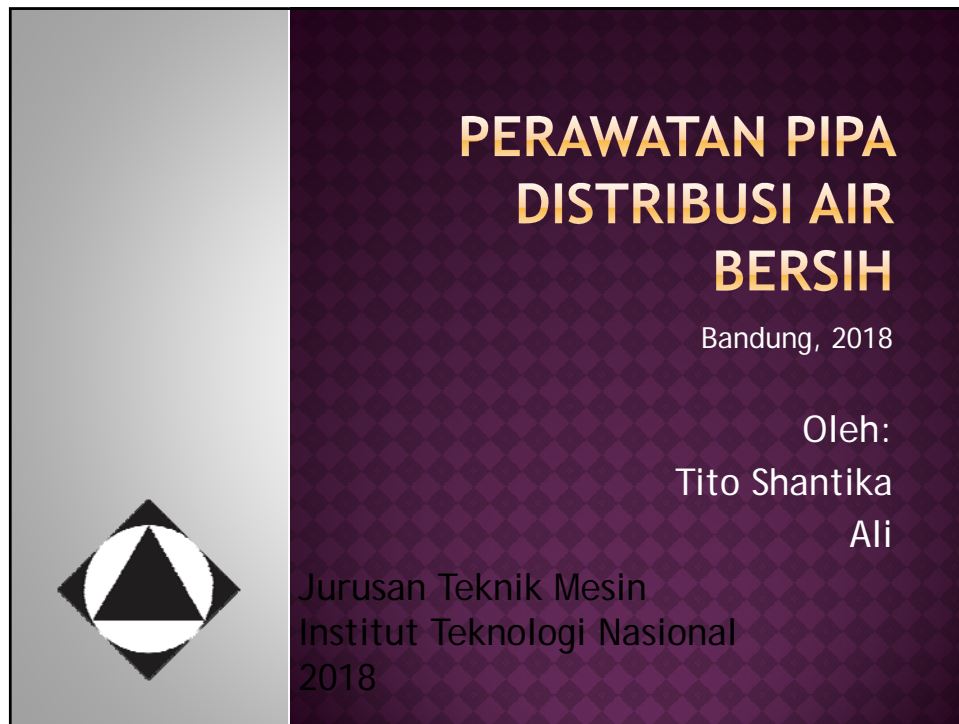 PERAWATAN PIPA
DISTRIBUSI AIR
BERSIH
Bandung, 2018
Oleh:
Tito Shantika
Ali
Jurusan Teknik Mesin
Institut Teknologi Nasional
2018